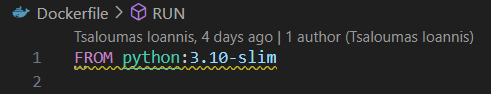 Dockerfile > RUN
Tsaloumas Ioannis, 4 days ago | 1 author (Tsaloumas Ioannis)
1 FROM python:3.10-slim
2